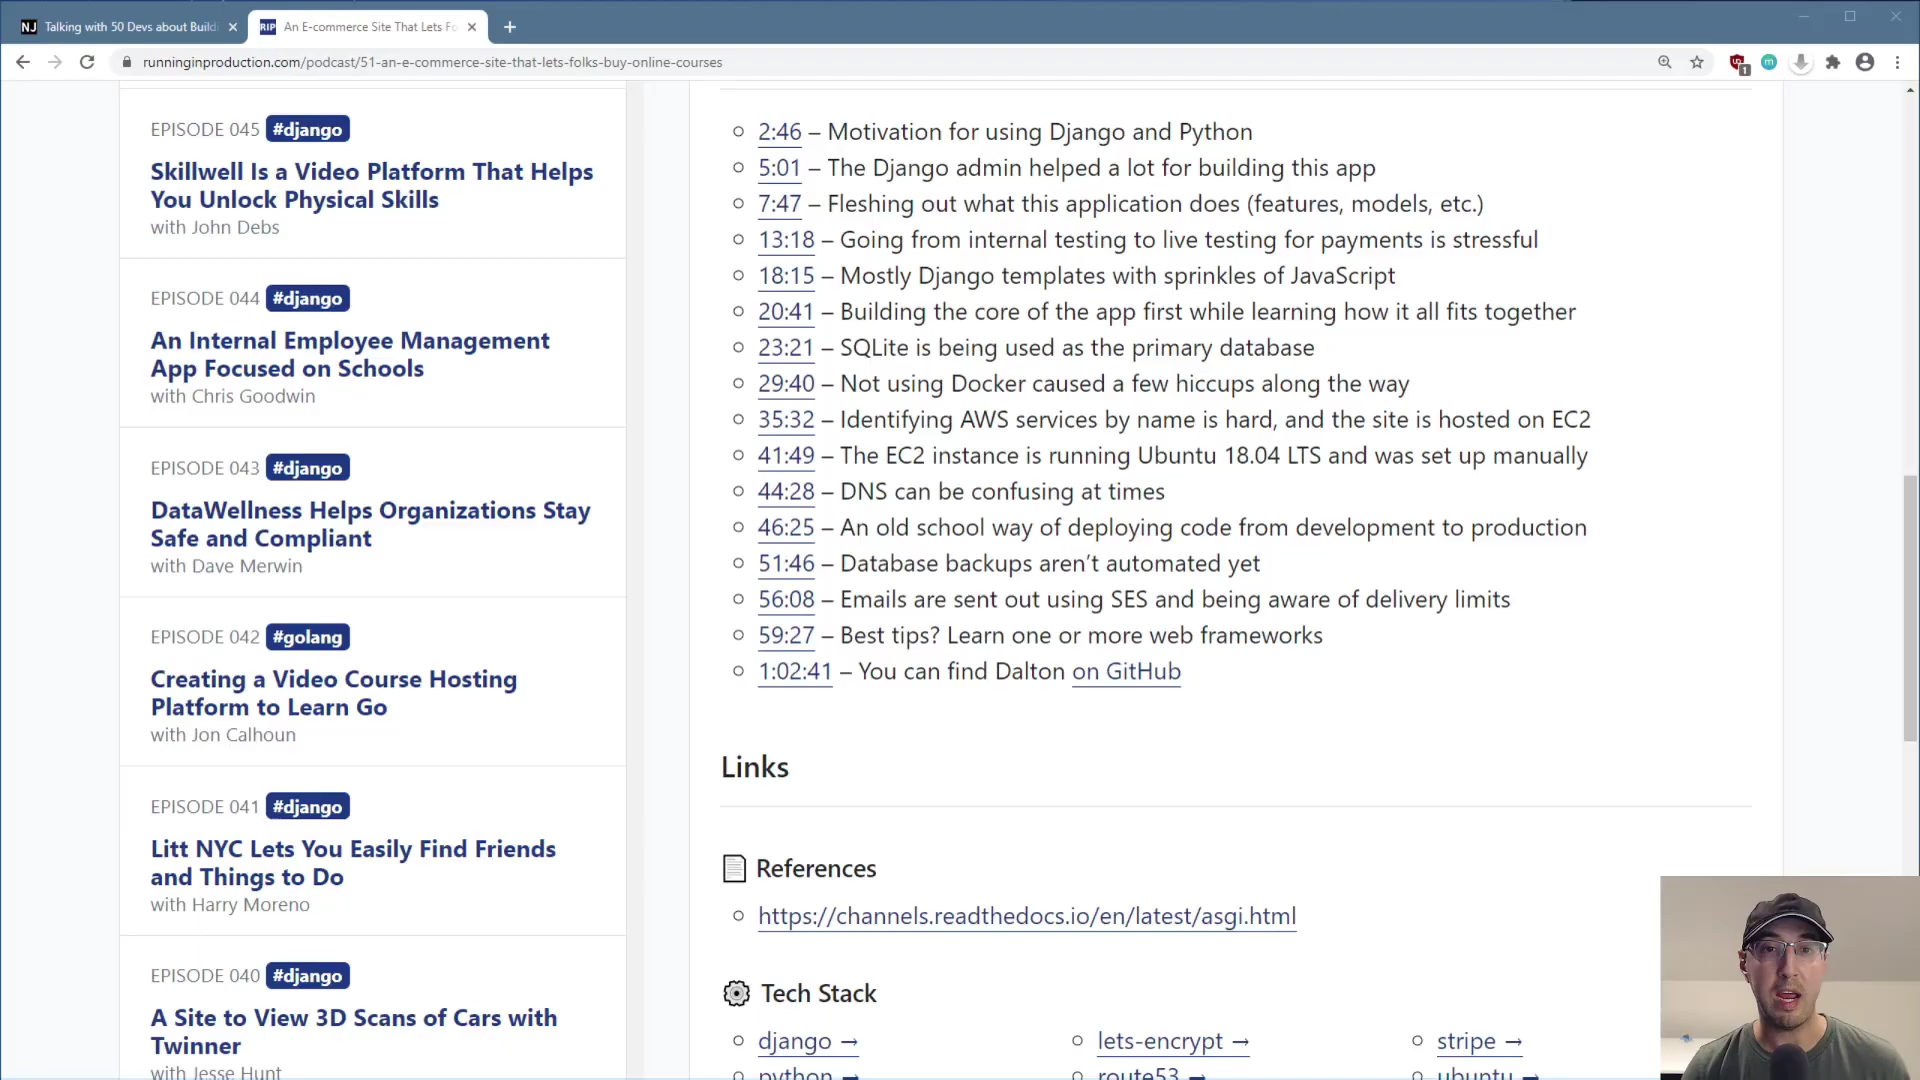 NJ Talking with 50 Devs about Build
RIP An E-commerce Site That Lets Fo
runninginproduction.com/podcast/51-an-e-commerce-site-that-lets-folks-buy-online-courses
1
m
EPISODE 045 #django
Skillwell Is a Video Platform That Helps
You Unlock Physical Skills
with John Debs
EPISODE 044 #django
An Internal Employee Management
App Focused on Schools
with Chris Goodwin
EPISODE 043 #django
DataWellness Helps Organizations Stay
Safe and Compliant
with Dave Merwin
EPISODE 042 #golang
Creating a Video Course Hosting
Platform to Learn Go
with Jon Calhoun
EPISODE 041 #django
Litt NYC Lets You Easily Find Friends
and Things to Do
with Harry Moreno
EPISODE 040 #django
A Site to View 3D Scans of Cars with
Twinner
with Jesse Hunt
2:46 – Motivation for using Django and Python
5:01 – The Django admin helped a lot for building this app
7:47 – Fleshing out what this application does (features, models, etc.)
13:18 – Going from internal testing to live testing for payments is stressful
18:15 – Mostly Django templates with sprinkles of JavaScript
20:41 – Building the core of the app first while learning how it all fits together
23:21 – SQLite is being used as the primary database
29:40 – Not using Docker caused a few hiccups along the way
35:32 – Identifying AWS services by name is hard, and the site is hosted on EC2
41:49 – The EC2 instance is running Ubuntu 18.04 LTS and was set up manually
44:28 – DNS can be confusing at times
46:25 – An old school way of deploying code from development to production
51:46 – Database backups aren’t automated yet
56:08 – Emails are sent out using SES and being aware of delivery limits
59:27 – Best tips? Learn one or more web frameworks
1:02:41 – You can find Dalton on GitHub
Links
References
https://channels.readthedocs.io/en/latest/asgi.html
Tech Stack
django → lets-encrypt → stripe →
python → route53 → ubuntu →